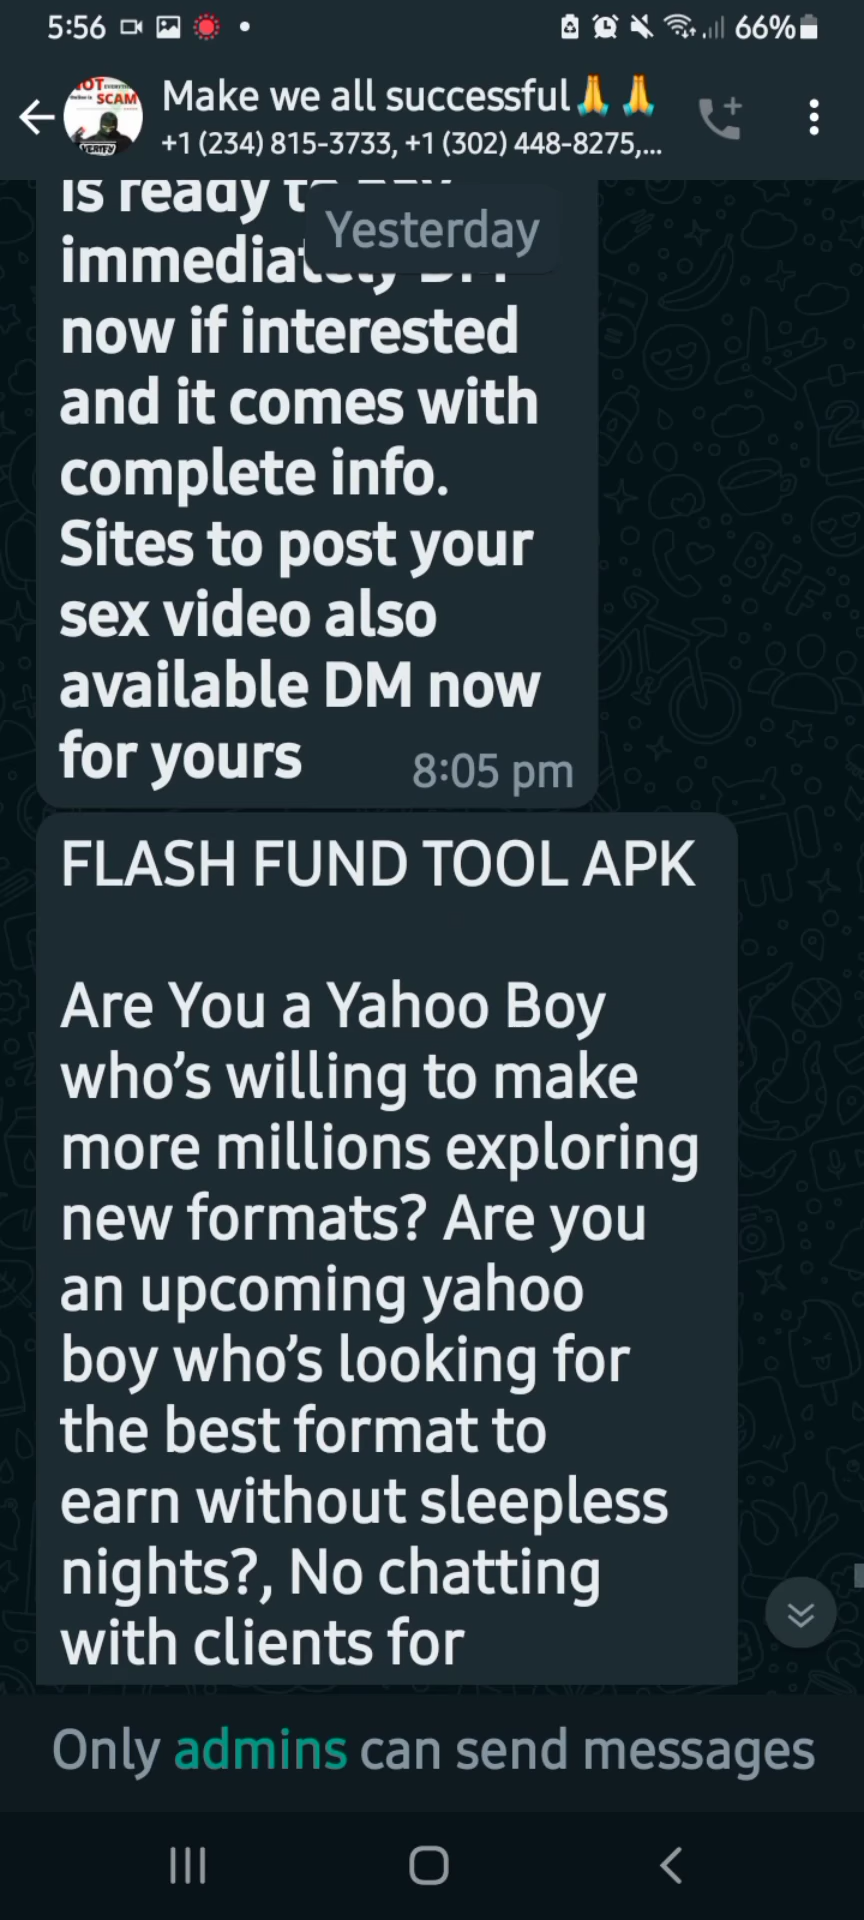 5:56
66%
Make we all successful🙏🙏
+1 (234) 815-3733, +1 (302) 448-8275,...
is ready to pay
Yesterday
immediately DM
now if interested
and it comes with
complete info.
Sites to post your
sex video also
available DM now
for yours
8:05 pm
FLASH FUND TOOL APK
Are You a Yahoo Boy
who's willing to make
more millions exploring
new formats? Are you
an upcoming yahoo
boy who's looking for
the best format to
earn without sleepless
nights?, No chatting
with clients for
Only admins can send messages